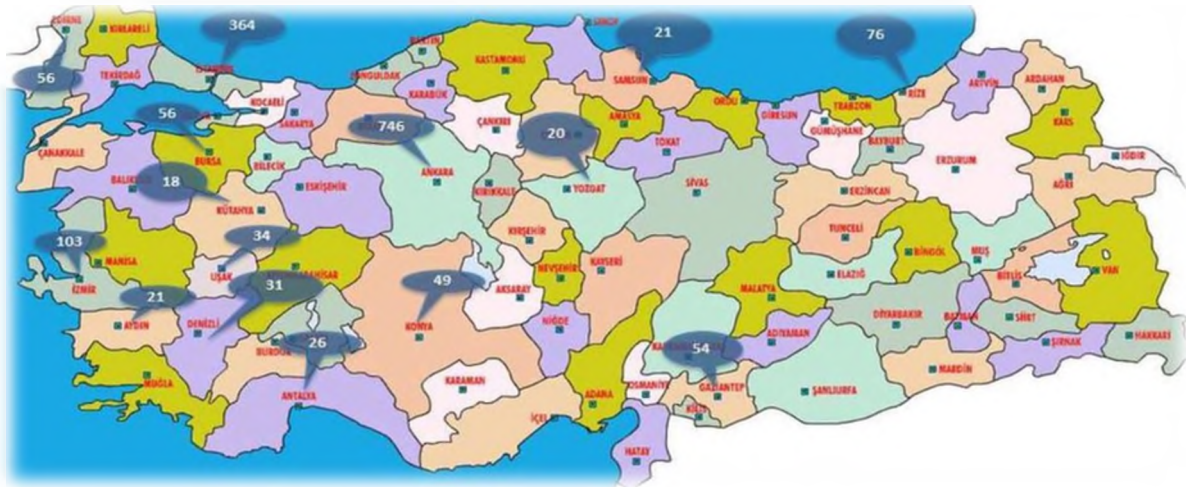 EDİRNE
KIRKLARELİ
364
SİNOP
21
76
56
TEKİRDAĞ
BARTIN
ZONGULDAK
KASTAMONU
KARABÜK
SAMSUN
ORDU
GİRESUN
TRABZON
RİZE
ARTVİN
ARDAHAN
KARS
KOCAELİ
SAKARYA
56
746
ÇANKIRI
20
AMASYA
TOKAT
GÜMÜŞHANE
BAYBURT
ERZURUM
IĞDIR
ÇANAKKALE
BURSA
BİLECİK
ANKARA
KIRIKKALE
YOZGAT
SİVAS
ERZİNCAN
AĞRI
18
ESKİŞEHİR
KÜTAHYA
KIRŞEHİR
TUNCELİ
BİNGÖL
MUŞ
103
MANİSA
34
UŞAK
NEVŞEHİR
KAYSERİ
ELAZIĞ
BİTLİS
VAN
İZMİR
31
49
AKSARAY
MALATYA
21
AYDIN
DENİZLİ
KONYA
NİĞDE
ADIYAMAN
DİYARBAKIR
BATMAN
SİİRT
ŞIRNAK
HAKKARİ
BURDUR
26
54
MUĞLA
ANTALYA
KARAMAN
İÇEL
ADANA
OSMANİYE
GAZİANTEP
KİLİS
ŞANLIURFA
MARDİN
HATAY